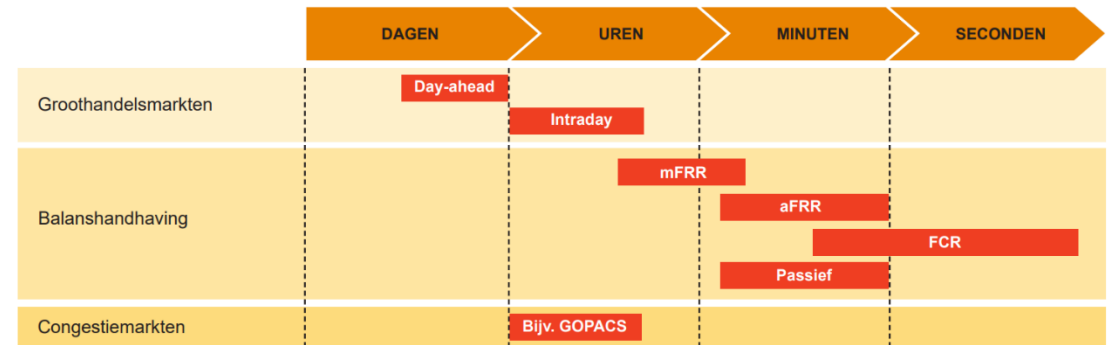 DAGEN UREN MINUTEN SECONDEN
Groothandelsmarkten
Day-ahead
Intraday
Balanshandhaving
mFRR
aFRR
FCR
Passief
Congestiemarkten
Bijv. GOPACS